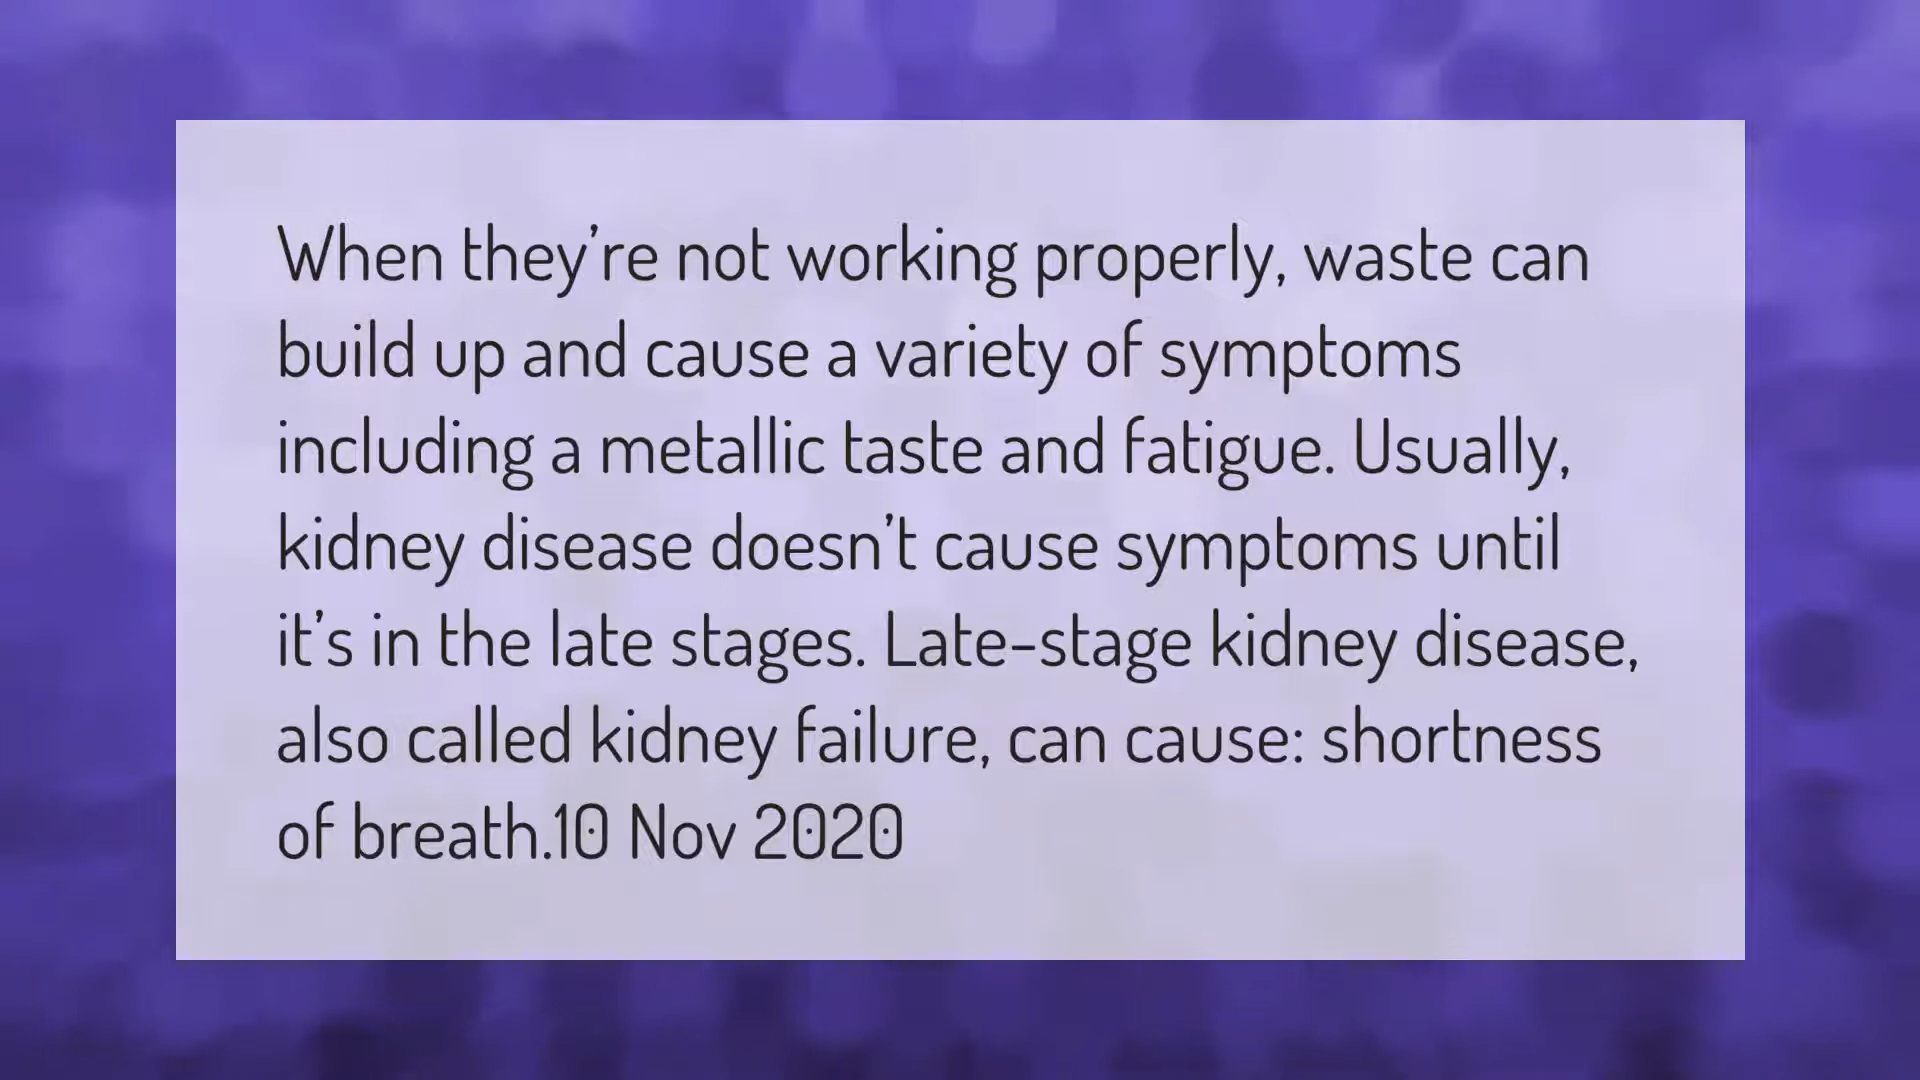 When they're not working properly, waste can
build up and cause a variety of symptoms
including a metallic taste and fatigue. Usually,
kidney disease doesn't cause symptoms until
it's in the late stages. Late-stage kidney disease,
also called kidney failure, can cause: shortness
of breath.10 Nov 2020